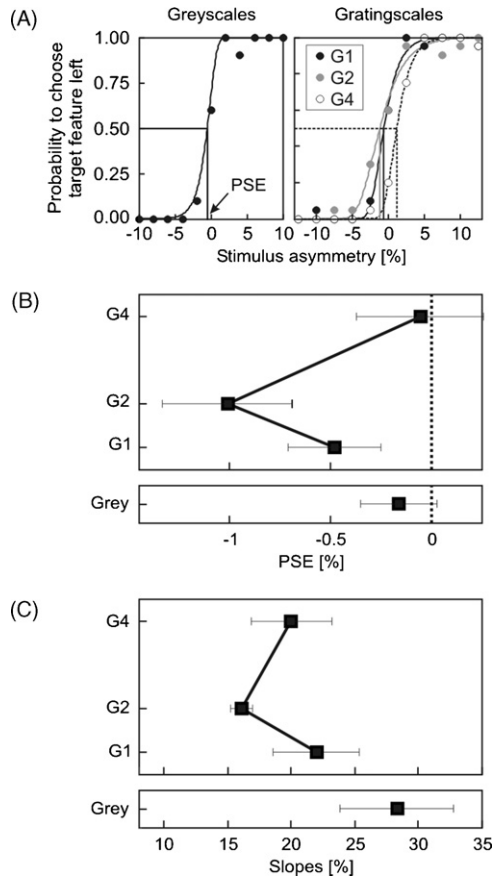 (A) Greyscales Gratingscales
Probability to choose
target feature left
1.00
0.75
0.50
0.25
0.00
PSE
G1
G2
G4
-10 -5 0 5 10 -10 -5 0 5 10
Stimulus asymmetry [%]
(B)
G4
G2
G1
Grey
-1 -0.5 0
PSE [%]
(C)
G4
G2
G1
Grey
10 15 20 25 30 35
Slopes [%]